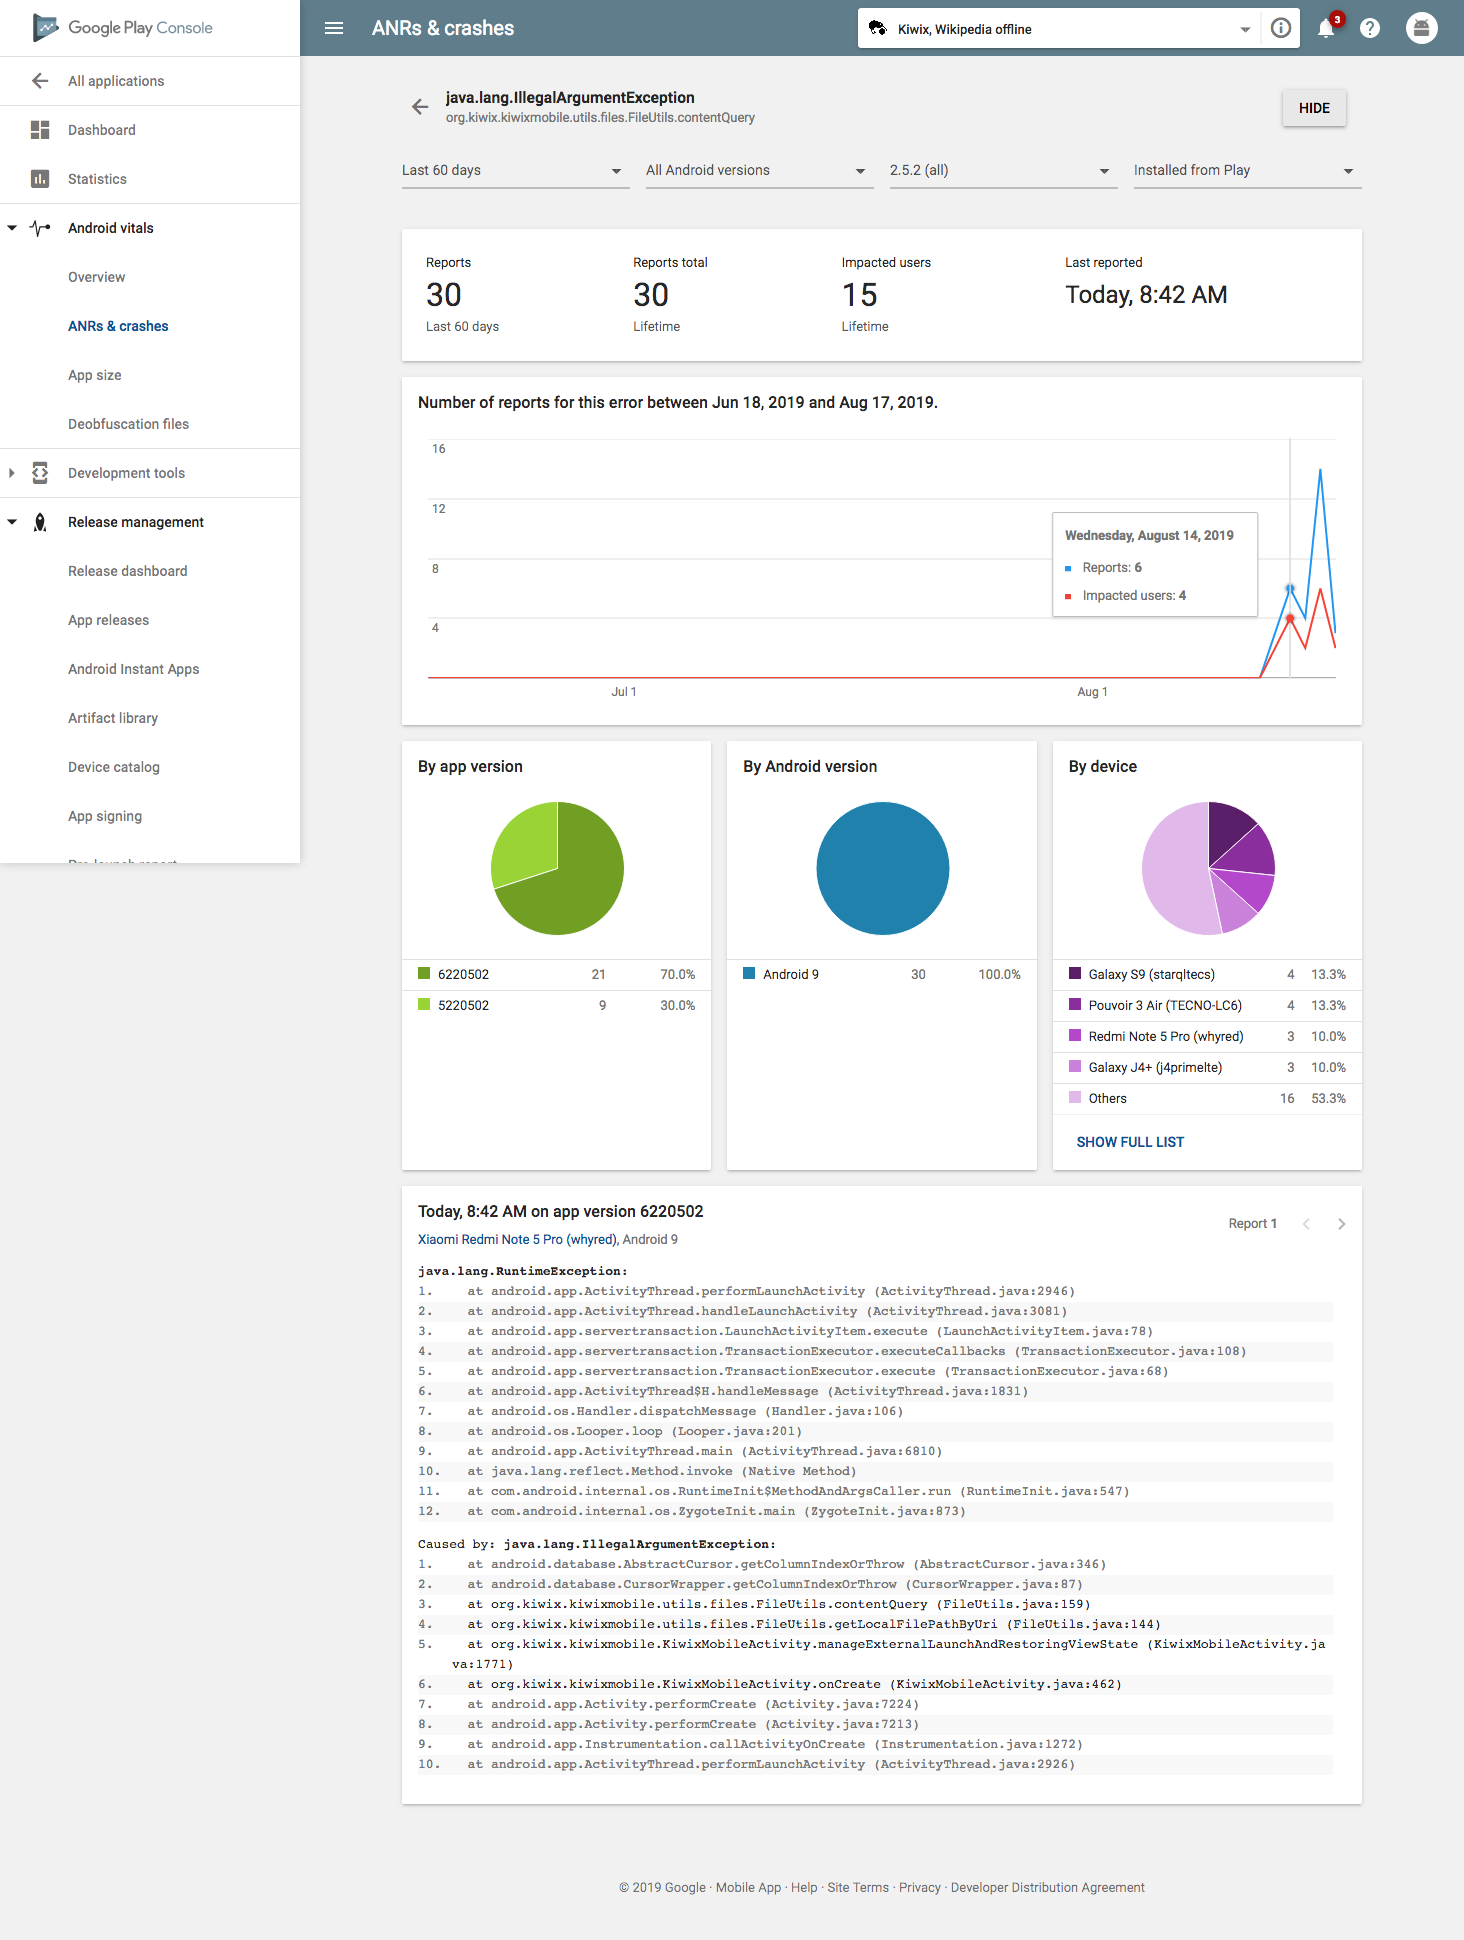 Google Play Console
ANRs & crashes
Kiwix, Wikipedia offline
3
All applications
Dashboard
Statistics
Android vitals
Overview
ANRs & crashes
App size
Deobfuscation files
Development tools
Release management
Release dashboard
App releases
Android Instant Apps
Artifact library
Device catalog
App signing
Pre-launch report
java.lang.IllegalArgumentException
org.kiwix.kiwixmobile.utils.files.FileUtils.contentQuery
HIDE
Last 60 days
All Android versions
2.5.2 (all)
Installed from Play
Reports
30
Last 60 days
Reports total
30
Lifetime
Impacted users
15
Lifetime
Last reported
Today, 8:42 AM
Number of reports for this error between Jun 18, 2019 and Aug 17, 2019.
16
12
8
4
Jul 1
Aug 1
Wednesday, August 14, 2019
Reports: 6
Impacted users: 4
By app version
6220502 21 70.0%
5220502 9 30.0%
By Android version
Android 9 30 100.0%
By device
Galaxy S9 (starqltecs) 4 13.3%
Pouvoir 3 Air (TECNO-LC6) 4 13.3%
Redmi Note 5 Pro (whyred) 3 10.0%
Galaxy J4+ (j4primelte) 3 10.0%
Others 16 53.3%
SHOW FULL LIST
Today, 8:42 AM on app version 6220502
Report 1
Xiaomi Redmi Note 5 Pro (whyred), Android 9
java.lang.RuntimeException:
1. at android.app.ActivityThread.performLaunchActivity (ActivityThread.java:2946)
2. at android.app.ActivityThread.handleLaunchActivity (ActivityThread.java:3081)
3. at android.app.servertransaction.LaunchActivityItem.execute (LaunchActivityItem.java:78)
4. at android.app.servertransaction.TransactionExecutor.executeCallbacks (TransactionExecutor.java:108)
5. at android.app.servertransaction.TransactionExecutor.execute (TransactionExecutor.java:68)
6. at android.app.ActivityThread$H.handleMessage (ActivityThread.java:1831)
7. at android.os.Handler.dispatchMessage (Handler.java:106)
8. at android.os.Looper.loop (Looper.java:201)
9. at android.app.ActivityThread.main (ActivityThread.java:6810)
10. at java.lang.reflect.Method.invoke (Native Method)
11. at com.android.internal.os.RuntimeInit$MethodAndArgsCaller.run (RuntimeInit.java:547)
12. at com.android.internal.os.ZygoteInit.main (ZygoteInit.java:873)
Caused by: java.lang.IllegalArgumentException:
1. at android.database.AbstractCursor.getColumnIndexOrThrow (AbstractCursor.java:346)
2. at android.database.CursorWrapper.getColumnIndexOrThrow (CursorWrapper.java:87)
3. at org.kiwix.kiwixmobile.utils.files.FileUtils.contentQuery (FileUtils.java:159)
4. at org.kiwix.kiwixmobile.utils.files.FileUtils.getLocalFilePathByUri (FileUtils.java:144)
5. at org.kiwix.kiwixmobile.KiwixMobileActivity.manageExternalLaunchAndRestoringViewState (KiwixMobileActivity.ja
va:1771)
6. at org.kiwix.kiwixmobile.KiwixMobileActivity.onCreate (KiwixMobileActivity.java:462)
7. at android.app.Activity.performCreate (Activity.java:7224)
8. at android.app.Activity.performCreate (Activity.java:7213)
9. at android.app.Instrumentation.callActivityOnCreate (Instrumentation.java:1272)
10. at android.app.ActivityThread.performLaunchActivity (ActivityThread.java:2926)
© 2019 Google · Mobile App · Help · Site Terms · Privacy · Developer Distribution Agreement